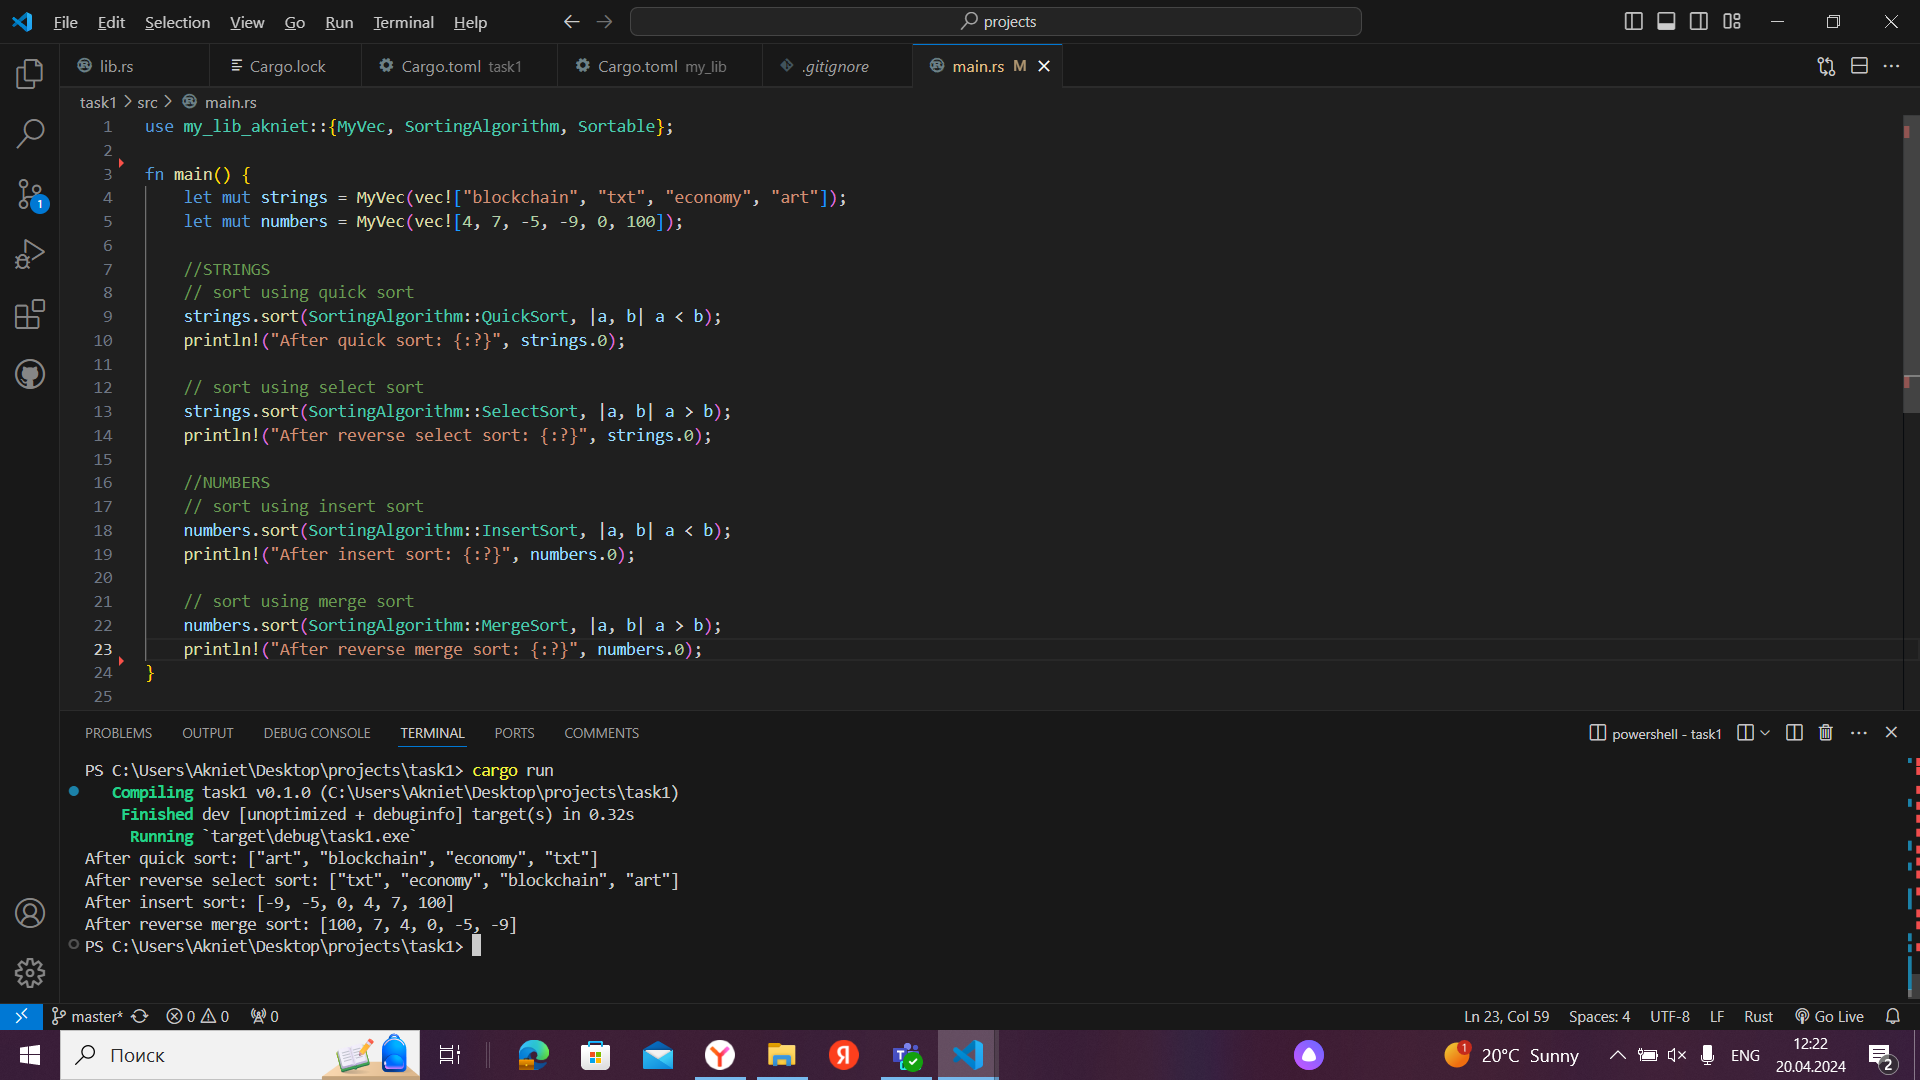 File Edit Selection View Go Run Terminal Help projects
lib.rs Cargo.lock Cargo.toml task1 Cargo.toml my_lib .gitignore main.rs M
task1 > src > main.rs
1 use my_lib_akniet::{MyVec, SortingAlgorithm, Sortable};
2
3 fn main() {
4 let mut strings = MyVec(vec!["blockchain", "txt", "economy", "art"]);
5 let mut numbers = MyVec(vec![4, 7, -5, -9, 0, 100]);
6
7 //STRINGS
8 // sort using quick sort
9 strings.sort(SortingAlgorithm::QuickSort, |a, b| a < b);
10 println!("After quick sort: {:?}", strings.0);
11
12 // sort using select sort
13 strings.sort(SortingAlgorithm::SelectSort, |a, b| a > b);
14 println!("After reverse select sort: {:?}", strings.0);
15
16 //NUMBERS
17 // sort using insert sort
18 numbers.sort(SortingAlgorithm::InsertSort, |a, b| a < b);
19 println!("After insert sort: {:?}", numbers.0);
20
21 // sort using merge sort
22 numbers.sort(SortingAlgorithm::MergeSort, |a, b| a > b);
23 println!("After reverse merge sort: {:?}", numbers.0);
24 }
25
1
PROBLEMS OUTPUT DEBUG CONSOLE TERMINAL PORTS COMMENTS powershell - task1
PS C:\Users\Akniet\Desktop\projects\task1> cargo run
Compiling task1 v0.1.0 (C:\Users\Akniet\Desktop\projects\task1)
Finished dev [unoptimized + debuginfo] target(s) in 0.32s
Running `target\debug\task1.exe`
After quick sort: ["art", "blockchain", "economy", "txt"]
After reverse select sort: ["txt", "economy", "blockchain", "art"]
After insert sort: [-9, -5, 0, 4, 7, 100]
After reverse merge sort: [100, 7, 4, 0, -5, -9]
PS C:\Users\Akniet\Desktop\projects\task1>
master* 0 0 0 Ln 23, Col 59 Spaces: 4 UTF-8 LF Rust Go Live
Поиск Y Я 1 20°C Sunny ENG 12:22
20.04.2024 2